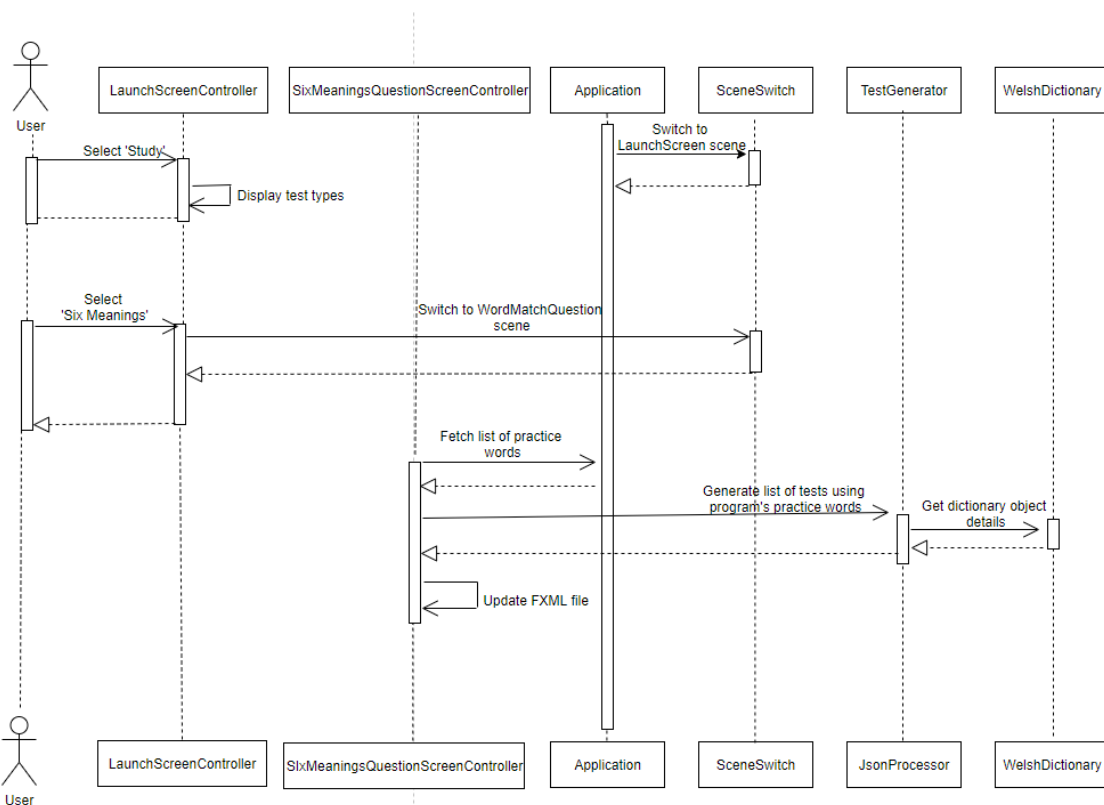 User
LaunchScreenController
SixMeaningsQuestionScreenController
Application
SceneSwitch
TestGenerator
WelshDictionary
Switch to
LaunchScreen scene
Select 'Study'
Display test types
Select
'Six Meanings'
Switch to WordMatchQuestion
scene
Fetch list of practice
words
Generate list of tests using
program's practice words
Get dictionary object
details
Update FXML file
User
LaunchScreenController
SIxMeaningsQuestionScreenController
Application
SceneSwitch
JsonProcessor
WelshDictionary